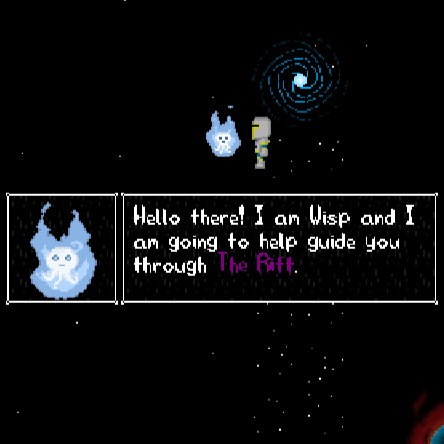 Hello there! I am Wisp and I
am going to help guide you
through The Rift.